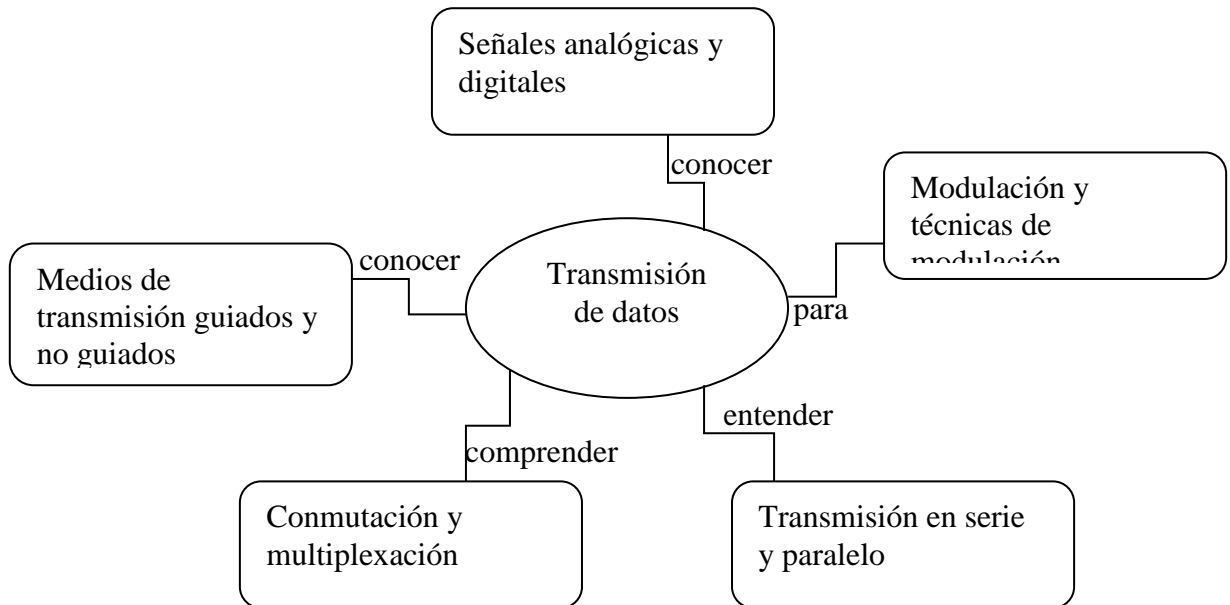 Señales analógicas y
digitales
conocer
Modulación y
técnicas de
modulación
conocer
Medios de
transmisión guiados y
no guiados
Transmisión
de datos
para
entender
comprender
Conmutación y
multiplexación
Transmisión en serie
y paralelo